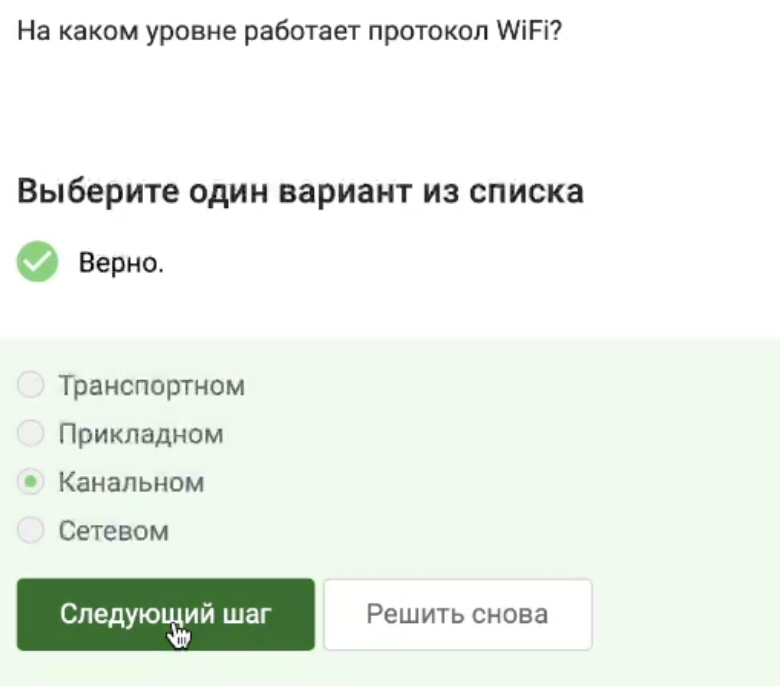 На каком уровне работает протокол WiFi?
Выберите один вариант из списка
Верно.
Транспортном
Прикладном
Канальном
Сетевом
Следующий шаг
Решить снова